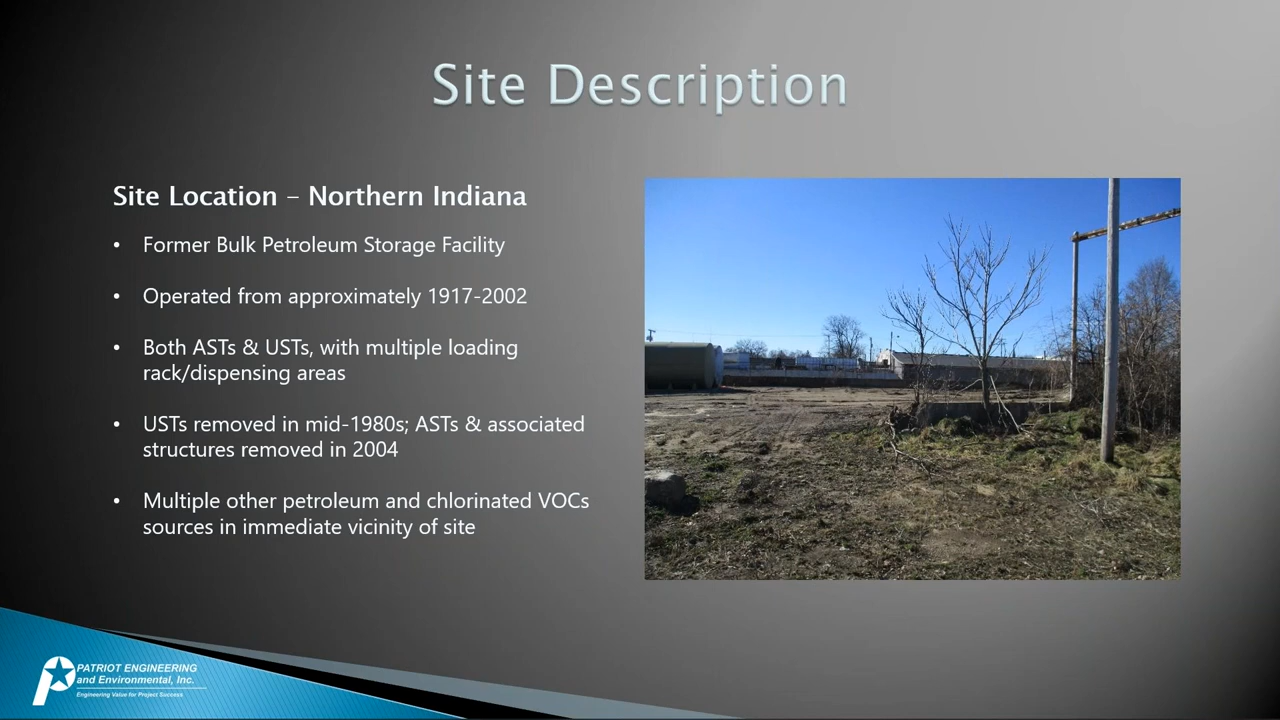 Site Description
Site Location – Northern Indiana
• Former Bulk Petroleum Storage Facility
• Operated from approximately 1917-2002
• Both ASTs & USTs, with multiple loading
rack/dispensing areas
• USTs removed in mid-1980s; ASTs & associated
structures removed in 2004
• Multiple other petroleum and chlorinated VOCs
sources in immediate vicinity of site
PATRIOT ENGINEERING
and Environmental, Inc.
Engineering Value for Project Success